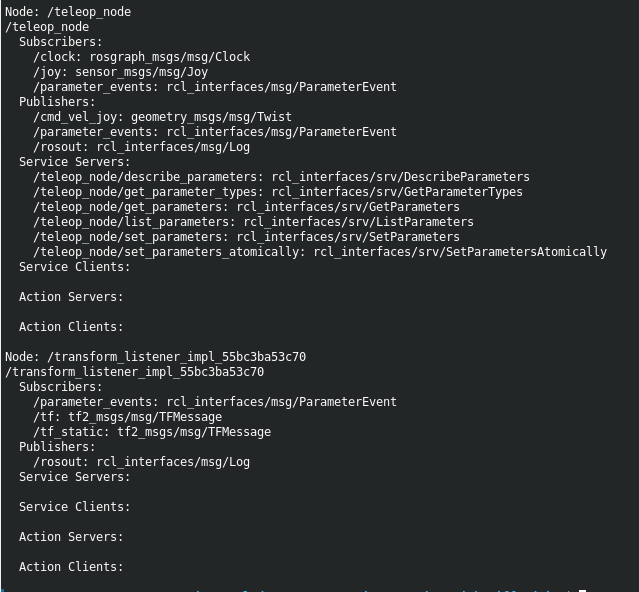 Node: /teleop_node
/teleop_node
  Subscribers:
    /clock: rosgraph_msgs/msg/Clock
    /joy: sensor_msgs/msg/Joy
    /parameter_events: rcl_interfaces/msg/ParameterEvent
  Publishers:
    /cmd_vel_joy: geometry_msgs/msg/Twist
    /parameter_events: rcl_interfaces/msg/ParameterEvent
    /rosout: rcl_interfaces/msg/Log
  Service Servers:
    /teleop_node/describe_parameters: rcl_interfaces/srv/DescribeParameters
    /teleop_node/get_parameter_types: rcl_interfaces/srv/GetParameterTypes
    /teleop_node/get_parameters: rcl_interfaces/srv/GetParameters
    /teleop_node/list_parameters: rcl_interfaces/srv/ListParameters
    /teleop_node/set_parameters: rcl_interfaces/srv/SetParameters
    /teleop_node/set_parameters_atomically: rcl_interfaces/srv/SetParametersAtomically
  Service Clients:
  Action Servers:
  Action Clients:
Node: /transform_listener_impl_55bc3ba53c70
/transform_listener_impl_55bc3ba53c70
  Subscribers:
    /parameter_events: rcl_interfaces/msg/ParameterEvent
    /tf: tf2_msgs/msg/TFMessage
    /tf_static: tf2_msgs/msg/TFMessage
  Publishers:
    /rosout: rcl_interfaces/msg/Log
  Service Servers:
  Service Clients:
  Action Servers:
  Action Clients: